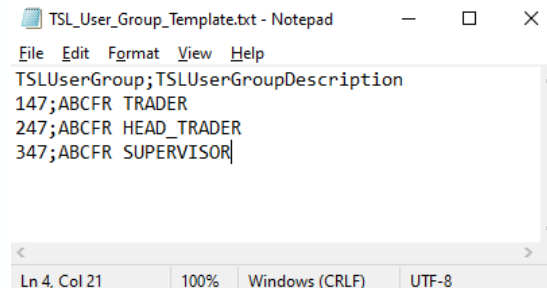 TSL_User_Group_Template.txt - Notepad
File Edit Format View Help
TSLUserGroup;TSLUserGroupDescription
147;ABCFR TRADER
247;ABCFR HEAD_TRADER
347;ABCFR SUPERVISOR
Ln 4, Col 21 100% Windows (CRLF) UTF-8